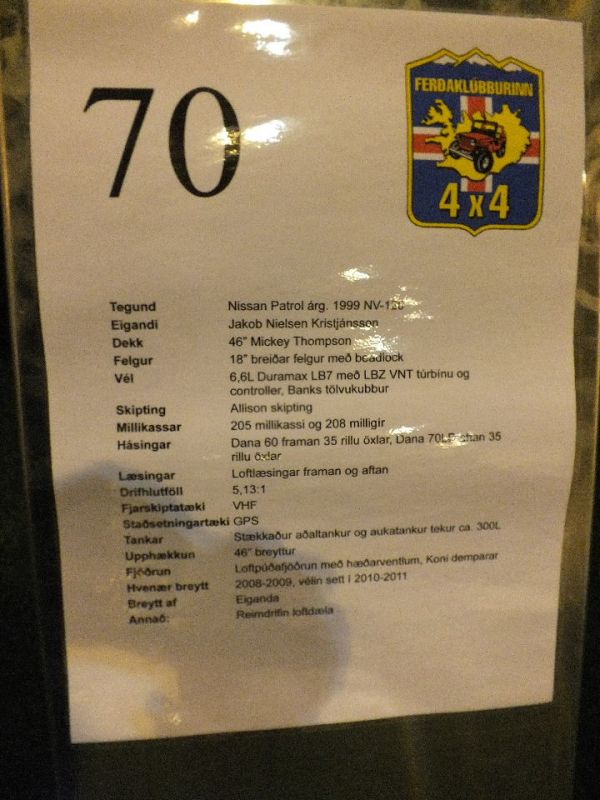 70
FERÐAKLÚBBURINN
4x4
Tegund Nissan Patrol árg. 1999
Eigandi Jakob Nielsen Kristjánsson
Dekk 46" Mickey Thompson
Felgur 18" breiðar felgur með beadlock
Vél 6,6L Duramax LB7 með LBZ VNT túrbínu og
controller, Banks tölvukubbur
Skipting Allison skipting
Millikassar 205 millikassi og 208 milligír
Hásingar Dana 60 framan 35 rillu öxlar, Dana aftan 35
rillu öxlar
Læsingar Loftlæsingar framan og aftan
Drifhlutföll 5,13:1
Fjarskiptatæki VHF
Staðsetningartæki GPS
Tankar Stækkaður aðaltankur og aukatankur tekur ca. 300L
Upphækkun 46" breyttur
Fjöðrun Loftpúðafjöðrun með hæðarventlum, Koni demparar
Hvenær breytt 2008-2009, vélin sett í 2010-2011
Breytt af Eiganda
Annað: Reimdrifin loftdæla